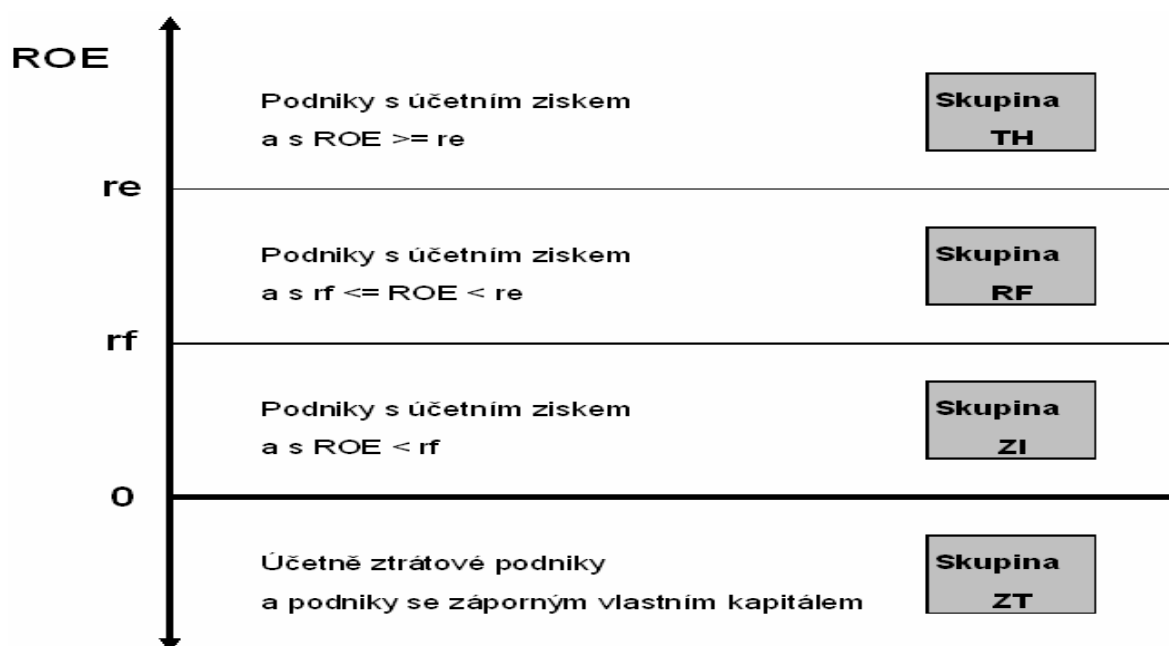 ROE
Podniky s účetním ziskem
a s ROE >= re
Skupina
TH
re
Podniky s účetním ziskem
a s rf <= ROE < re
Skupina
RF
rf
Podniky s účetním ziskem
a s ROE < rf
Skupina
ZI
0
Účetně ztrátové podniky
a podniky se záporným vlastním kapitálem
Skupina
ZT